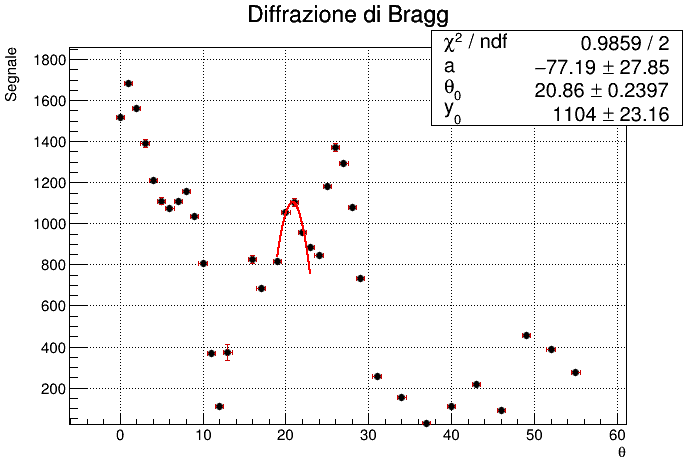 Diffrazione di Bragg
χ² / ndf 0.9859 / 2
a −77.19 ± 27.85
θ₀ 20.86 ± 0.2397
y₀ 1104 ± 23.16
Segnale
1800
1600
1400
1200
1000
800
600
400
200
0 10 20 30 40 50 60
θ